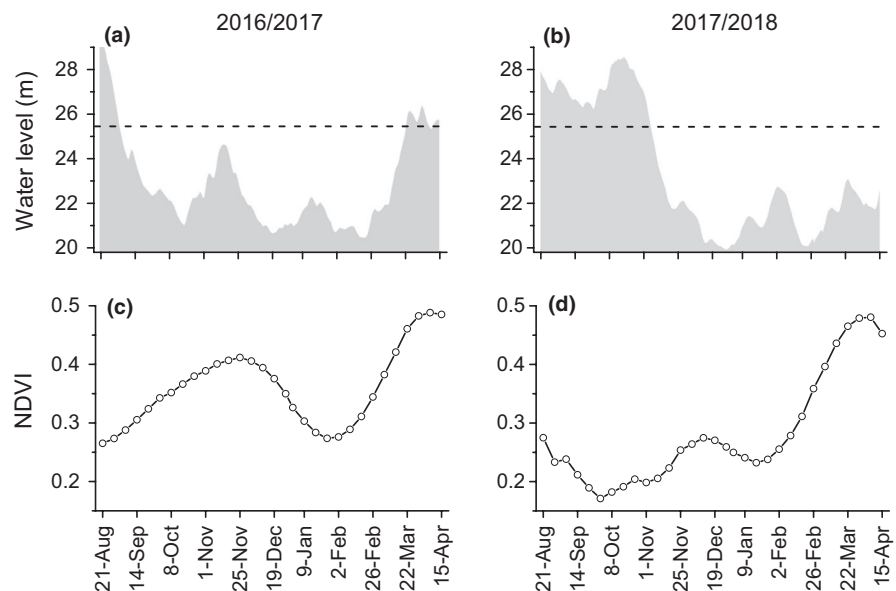 2016/2017
2017/2018
(a)
(b)
Water level (m)
28
26
24
22
20
28
26
24
22
20
(c)
(d)
NDVI
0.5
0.4
0.3
0.2
0.5
0.4
0.3
0.2
21-Aug
14-Sep
8-Oct
1-Nov
25-Nov
19-Dec
9-Jan
2-Feb
26-Feb
22-Mar
15-Apr
21-Aug
14-Sep
8-Oct
1-Nov
25-Nov
19-Dec
9-Jan
2-Feb
26-Feb
22-Mar
15-Apr